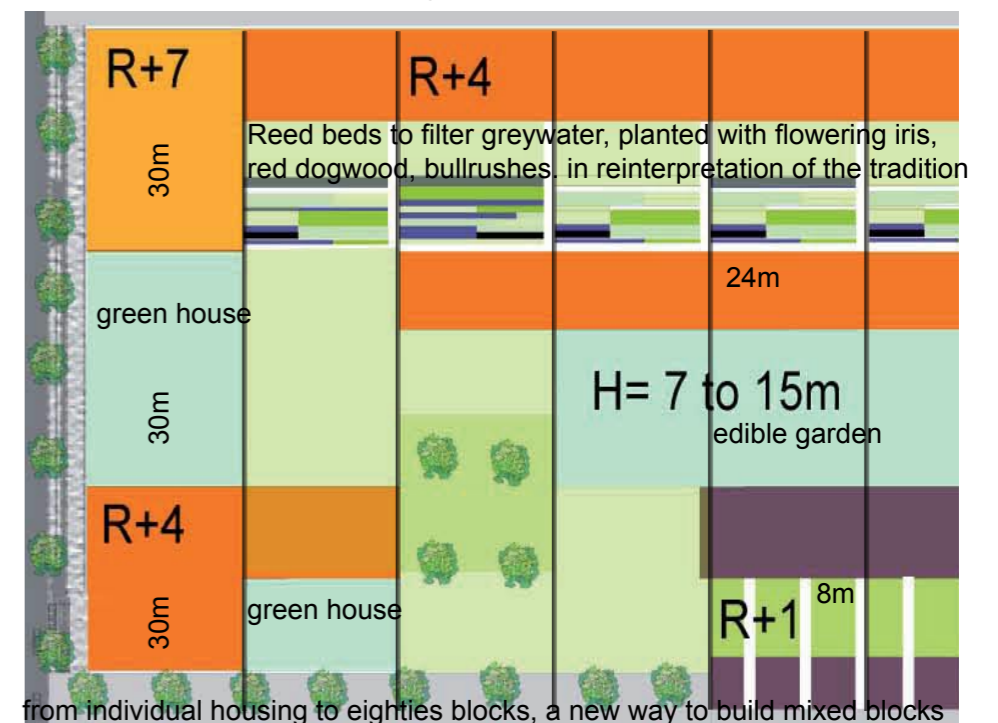 R+7
R+4
30m
Reed beds to filter greywater, planted with flowering iris,
red dogwood, bullrushes. in reinterpretation of the tradition
24m
green house
30m
H= 7 to 15m
edible garden
R+4
30m
green house
8m
R+1
from individual housing to eighties blocks, a new way to build mixed blocks